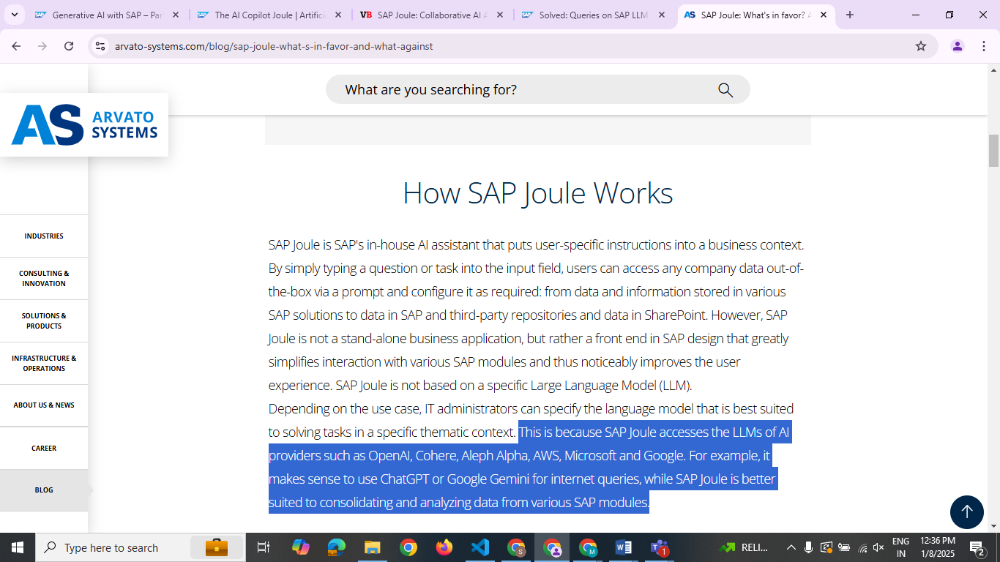 Generative AI with SAP – Par
The AI Copilot Joule | Artific
VB SAP Joule: Collaborative AI A
Solved: Queries on SAP LLM
AS SAP Joule: What's in favor? A
arvato-systems.com/blog/sap-joule-what-s-in-favor-and-what-against
What are you searching for?
AS ARVATO
SYSTEMS
How SAP Joule Works
INDUSTRIES
CONSULTING &
INNOVATION
SOLUTIONS &
PRODUCTS
INFRASTRUCTURE &
OPERATIONS
ABOUT US & NEWS
CAREER
BLOG
SAP Joule is SAP's in-house AI assistant that puts user-specific instructions into a business context.
By simply typing a question or task into the input field, users can access any company data out-of-
the-box via a prompt and configure it as required: from data and information stored in various
SAP solutions to data in SAP and third-party repositories and data in SharePoint. However, SAP
Joule is not a stand-alone business application, but rather a front end in SAP design that greatly
simplifies interaction with various SAP modules and thus noticeably improves the user
experience. SAP Joule is not based on a specific Large Language Model (LLM).
Depending on the use case, IT administrators can specify the language model that is best suited
to solving tasks in a specific thematic context. This is because SAP Joule accesses the LLMs of AI
providers such as OpenAI, Cohere, Aleph Alpha, AWS, Microsoft and Google. For example, it
makes sense to use ChatGPT or Google Gemini for internet queries, while SAP Joule is better
suited to consolidating and analyzing data from various SAP modules.
Type here to search
RELI...
ENG
IN
12:36 PM
1/8/2025
2